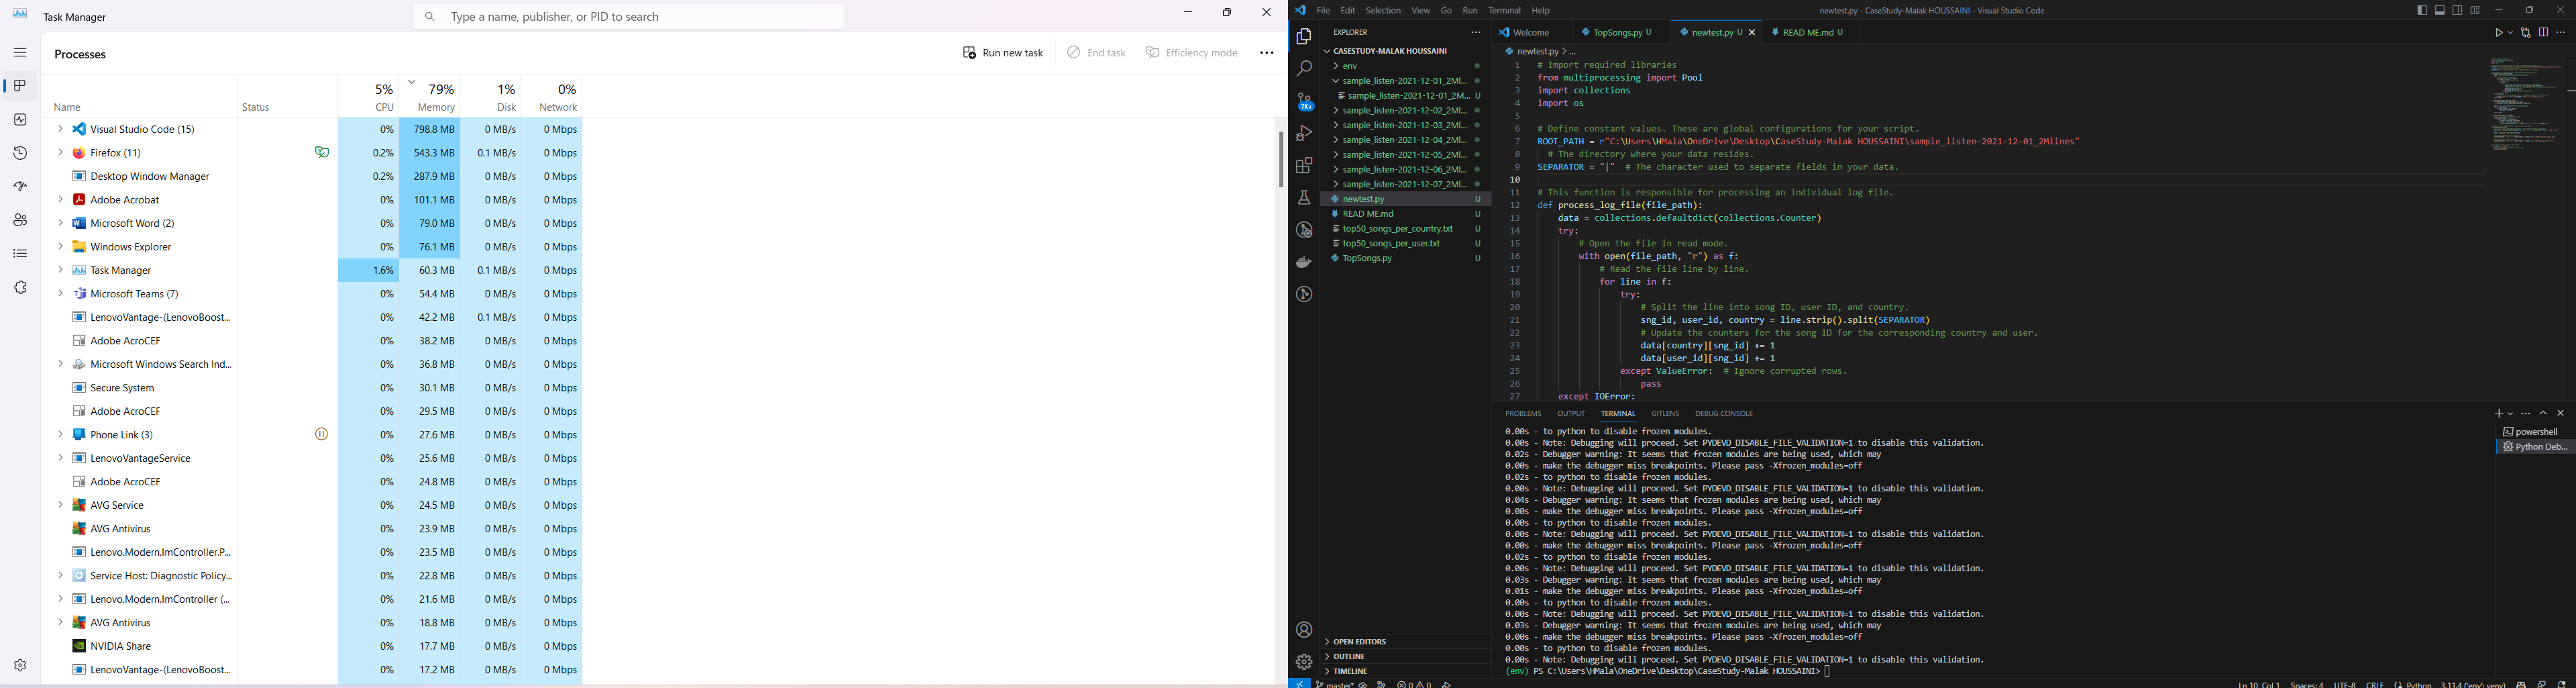 Task Manager
Type a name, publisher, or PID to search
Processes
Run new task
End task
Efficiency mode
5% 79% 1% 0%
Name Status CPU Memory Disk Network
Visual Studio Code (15) 0% 798.8 MB 0 MB/s 0 Mbps
Firefox (11) 0.2% 543.3 MB 0.1 MB/s 0 Mbps
Desktop Window Manager 0.2% 287.9 MB 0 MB/s 0 Mbps
Adobe Acrobat 0% 101.1 MB 0 MB/s 0 Mbps
Microsoft Word (2) 0% 79.0 MB 0 MB/s 0 Mbps
Windows Explorer 0% 76.1 MB 0 MB/s 0 Mbps
Task Manager 1.6% 60.3 MB 0.1 MB/s 0 Mbps
Microsoft Teams (7) 0% 54.4 MB 0 MB/s 0 Mbps
LenovoVantage-(LenovoBoost... 0% 42.2 MB 0.1 MB/s 0 Mbps
Adobe AcroCEF 0% 38.2 MB 0 MB/s 0 Mbps
Microsoft Windows Search Ind... 0% 36.8 MB 0 MB/s 0 Mbps
Secure System 0% 30.1 MB 0 MB/s 0 Mbps
Adobe AcroCEF 0% 29.5 MB 0 MB/s 0 Mbps
Phone Link (3) 0% 27.6 MB 0 MB/s 0 Mbps
LenovoVantageService 0% 25.6 MB 0 MB/s 0 Mbps
Adobe AcroCEF 0% 24.8 MB 0 MB/s 0 Mbps
AVG Service 0% 24.5 MB 0 MB/s 0 Mbps
AVG Antivirus 0% 23.9 MB 0 MB/s 0 Mbps
Lenovo.Modern.ImController.P... 0% 23.5 MB 0 MB/s 0 Mbps
Service Host: Diagnostic Policy... 0% 22.8 MB 0 MB/s 0 Mbps
Lenovo.Modern.ImController (... 0% 21.6 MB 0 MB/s 0 Mbps
AVG Antivirus 0% 18.8 MB 0 MB/s 0 Mbps
NVIDIA Share 0% 17.7 MB 0 MB/s 0 Mbps
LenovoVantage-(LenovoBoost... 0% 17.2 MB 0 MB/s 0 Mbps
File Edit Selection View Go Run Terminal Help
newtest.py - CaseStudy-Malak HOUSSAINI - Visual Studio Code
EXPLORER
CASESTUDY-MALAK HOUSSAINI
env
sample_listen-2021-12-01_2Ml...
sample_listen-2021-12-01_2M... U
sample_listen-2021-12-02_2Ml...
sample_listen-2021-12-03_2Ml...
sample_listen-2021-12-04_2Ml...
sample_listen-2021-12-05_2Ml...
sample_listen-2021-12-06_2Ml...
sample_listen-2021-12-07_2Ml...
newtest.py U
READ ME.md U
top50_songs_per_country.txt U
top50_songs_per_user.txt U
TopSongs.py U
7K+
OPEN EDITORS
OUTLINE
TIMELINE
Welcome
TopSongs.py U
newtest.py U
READ ME.md U
newtest.py > ...
1 # Import required libraries
2 from multiprocessing import Pool
3 import collections
4 import os
5
6 # Define constant values. These are global configurations for your script.
7 ROOT_PATH = r"C:\Users\HMala\OneDrive\Desktop\CaseStudy-Malak HOUSSAINI\sample_listen-2021-12-01_2Mlines"
8 # The directory where your data resides.
9 SEPARATOR = "|" # The character used to separate fields in your data.
10
11 # This function is responsible for processing an individual log file.
12 def process_log_file(file_path):
13 data = collections.defaultdict(collections.Counter)
14 try:
15 # Open the file in read mode.
16 with open(file_path, "r") as f:
17 # Read the file line by line.
18 for line in f:
19 try:
20 # Split the line into song ID, user ID, and country.
21 sng_id, user_id, country = line.strip().split(SEPARATOR)
22 # Update the counters for the song ID for the corresponding country and user.
23 data[country][sng_id] += 1
24 data[user_id][sng_id] += 1
25 except ValueError: # Ignore corrupted rows.
26 pass
27 except IOError:
PROBLEMS OUTPUT TERMINAL GITLENS DEBUG CONSOLE
powershell
Python Deb...
0.00s - to python to disable frozen modules.
0.00s - Note: Debugging will proceed. Set PYDEVD_DISABLE_FILE_VALIDATION=1 to disable this validation.
0.02s - Debugger warning: It seems that frozen modules are being used, which may
0.00s - make the debugger miss breakpoints. Please pass -Xfrozen_modules=off
0.02s - to python to disable frozen modules.
0.00s - Note: Debugging will proceed. Set PYDEVD_DISABLE_FILE_VALIDATION=1 to disable this validation.
0.04s - Debugger warning: It seems that frozen modules are being used, which may
0.00s - make the debugger miss breakpoints. Please pass -Xfrozen_modules=off
0.00s - to python to disable frozen modules.
0.00s - Note: Debugging will proceed. Set PYDEVD_DISABLE_FILE_VALIDATION=1 to disable this validation.
0.00s - make the debugger miss breakpoints. Please pass -Xfrozen_modules=off
0.02s - to python to disable frozen modules.
0.00s - Note: Debugging will proceed. Set PYDEVD_DISABLE_FILE_VALIDATION=1 to disable this validation.
0.03s - Debugger warning: It seems that frozen modules are being used, which may
0.01s - make the debugger miss breakpoints. Please pass -Xfrozen_modules=off
0.00s - to python to disable frozen modules.
0.00s - Note: Debugging will proceed. Set PYDEVD_DISABLE_FILE_VALIDATION=1 to disable this validation.
0.03s - Debugger warning: It seems that frozen modules are being used, which may
0.00s - make the debugger miss breakpoints. Please pass -Xfrozen_modules=off
0.00s - to python to disable frozen modules.
0.00s - Note: Debugging will proceed. Set PYDEVD_DISABLE_FILE_VALIDATION=1 to disable this validation.
(env) PS C:\Users\HMala\OneDrive\Desktop\CaseStudy-Malak HOUSSAINI>
master* 0 0 Ln 10, Col 1 Spaces: 4 UTF-8 CRLF Python 3.11.4 ('env': venv)